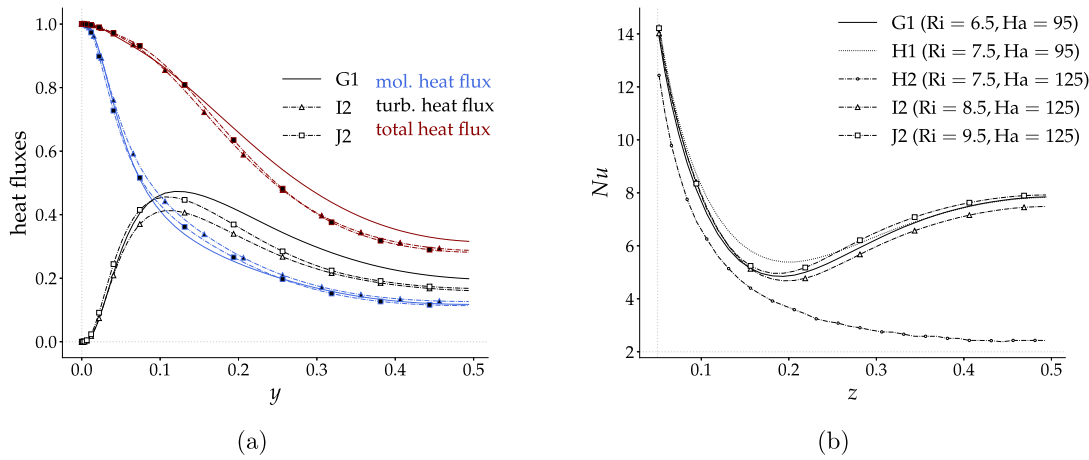 heat fluxes
1.0
0.8
0.6
0.4
0.2
0.0
G1
I2
J2
mol. heat flux
turb. heat flux
total heat flux
0.0 0.1 0.2 0.3 0.4 0.5
y
(a)
Nu
14
12
10
8
6
4
2
G1 (Ri = 6.5, Ha = 95)
H1 (Ri = 7.5, Ha = 95)
H2 (Ri = 7.5, Ha = 125)
I2 (Ri = 8.5, Ha = 125)
J2 (Ri = 9.5, Ha = 125)
0.1 0.2 0.3 0.4 0.5
z
(b)